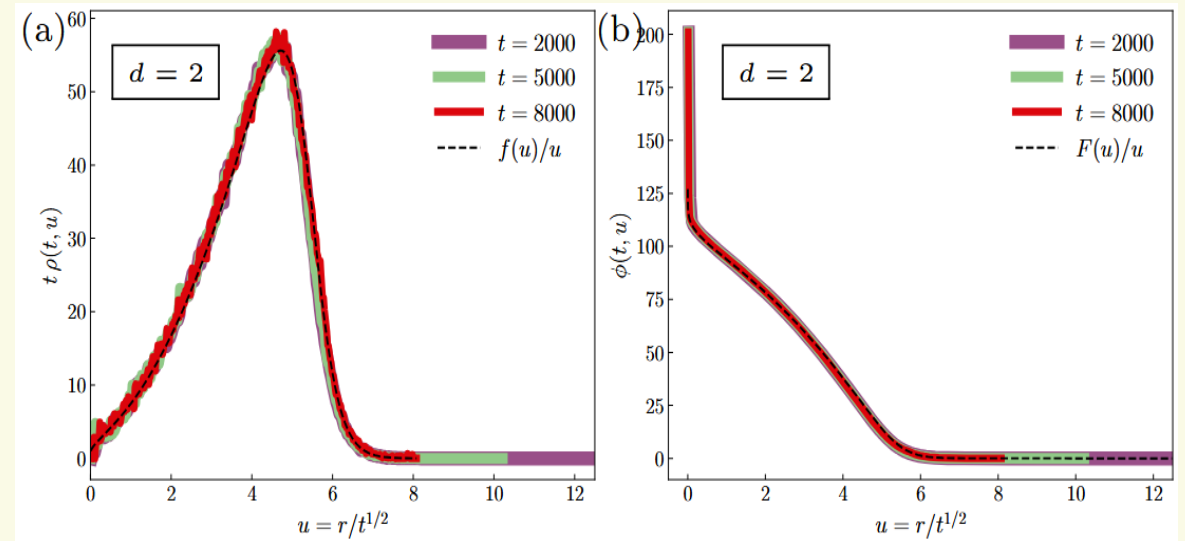 (a)
60
50
40
30
20
10
0
t ρ(t, u)
d = 2
t = 2000
t = 5000
t = 8000
f(u)/u
0 2 4 6 8 10 12
u = r/t^{1/2}
(b)
200
175
150
125
100
75
50
25
0
ϕ(t, u)
d = 2
t = 2000
t = 5000
t = 8000
F(u)/u
0 2 4 6 8 10 12
u = r/t^{1/2}